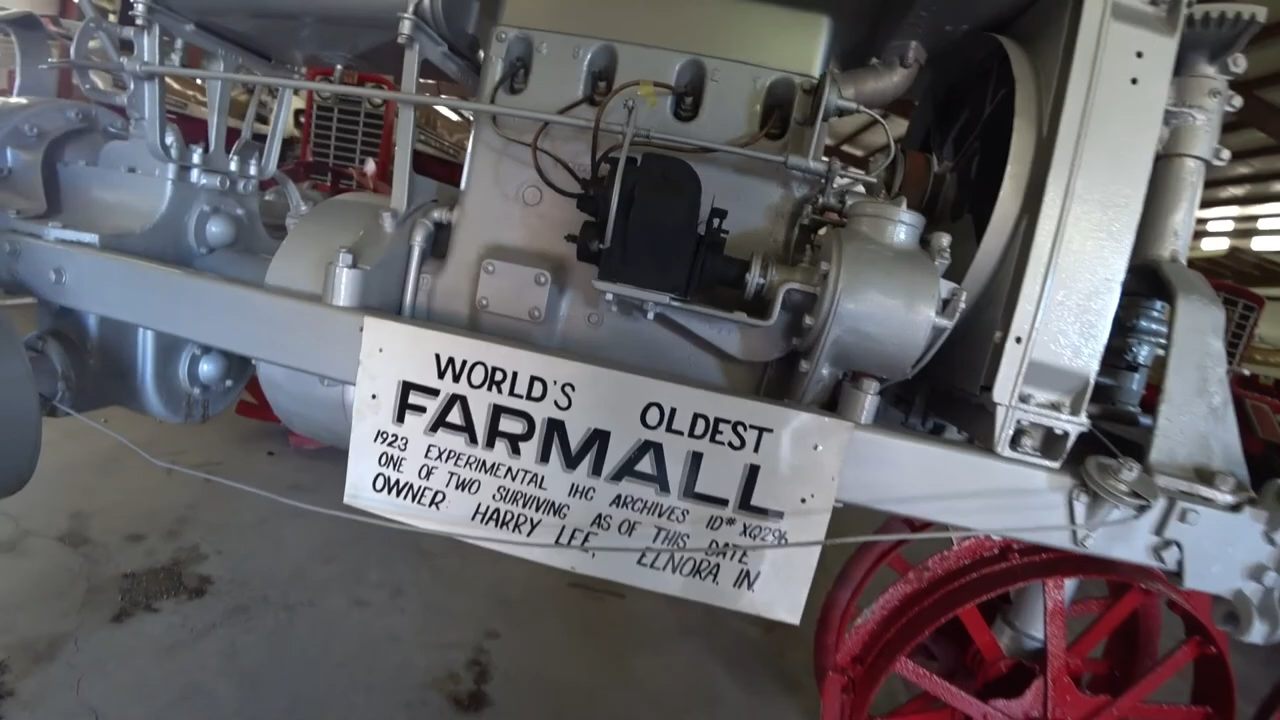 WORLD'S OLDEST
FARMALL
1923 EXPERIMENTAL IHC ARCHIVES ID# XQ296
ONE OF TWO SURVIVING AS OF THIS DATE
OWNER: HARRY LEE, ELNORA, IN.